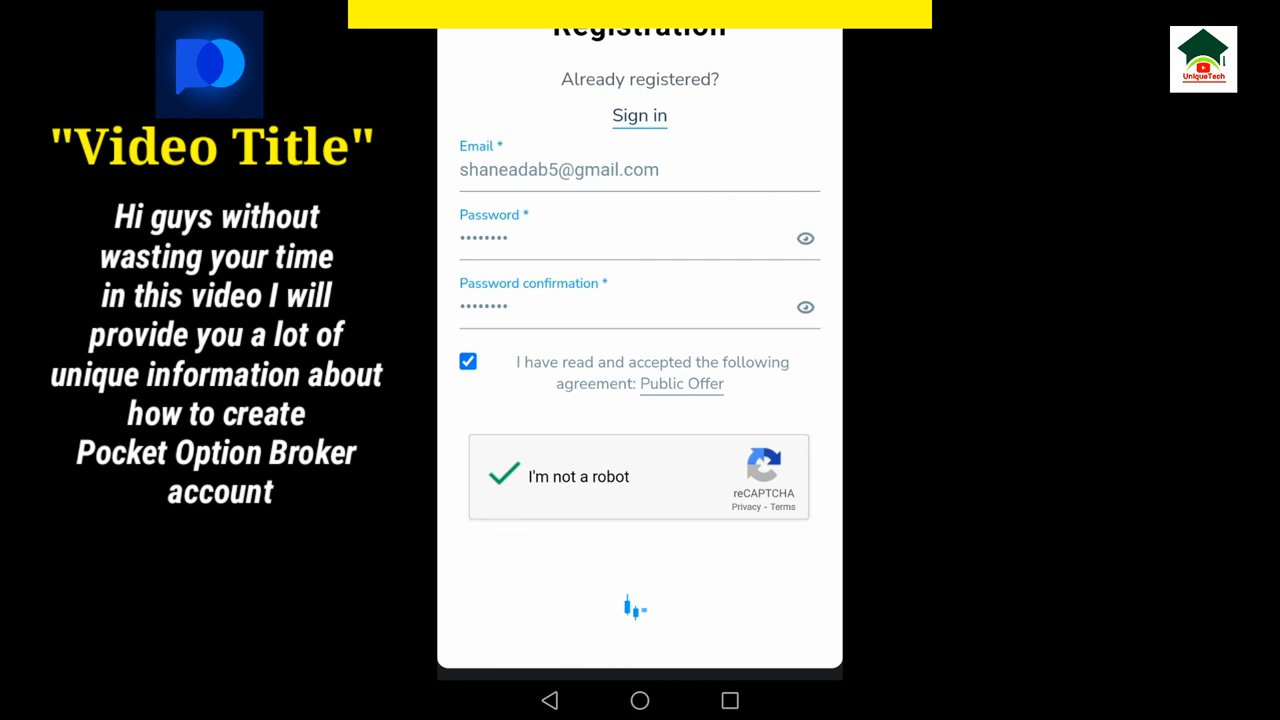 "Video Title"
Hi guys without
wasting your time
in this video I will
provide you a lot of
unique information about
how to create
Pocket Option Broker
account
Registration
Already registered?
Sign in
Email *
shaneadab5@gmail.com
Password *
••••••••
Password confirmation *
••••••••
I have read and accepted the following
agreement: Public Offer
I'm not a robot
reCAPTCHA
Privacy - Terms
UniqueTech